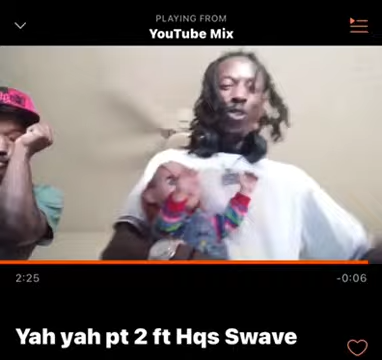 PLAYING FROM
YouTube Mix
2:25
-0:06
Yah yah pt 2 ft Hqs Swave